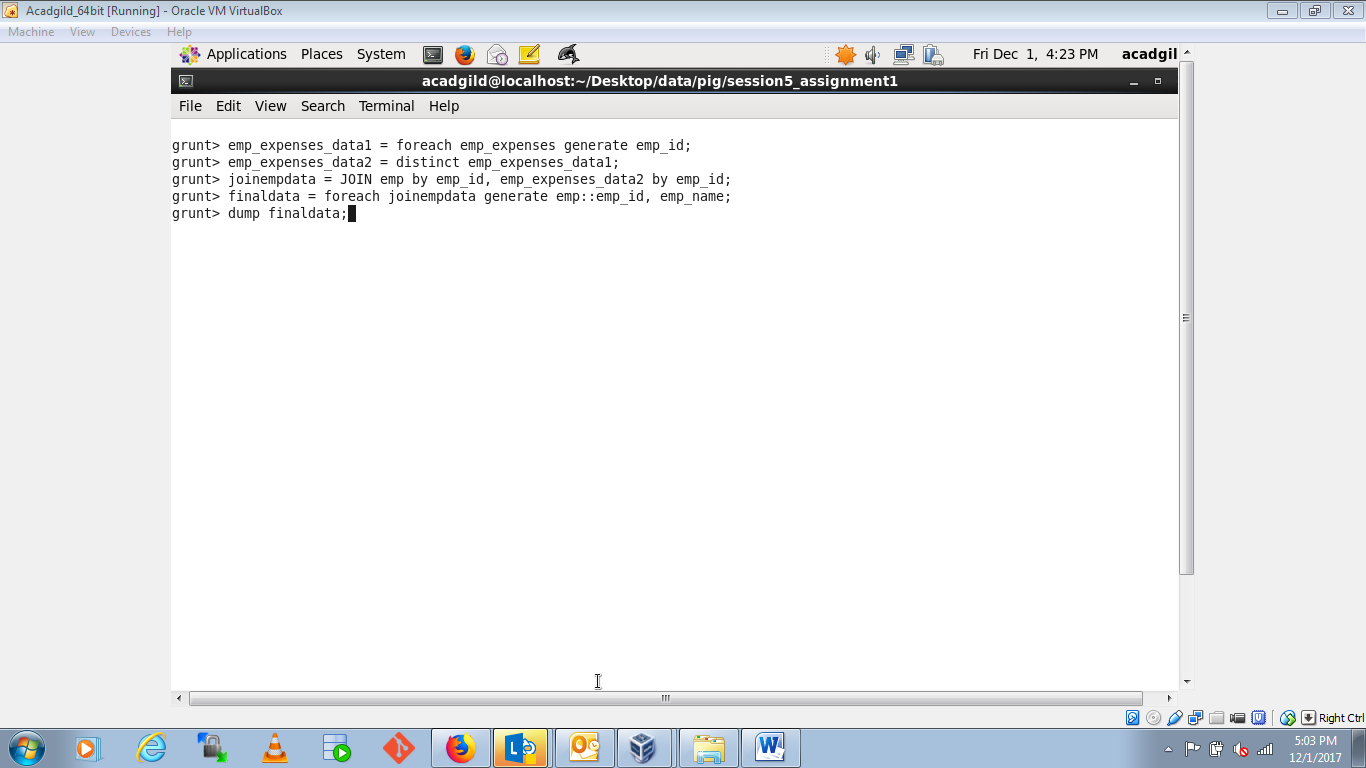 Acadgild_64bit [Running] - Oracle VM VirtualBox
Machine View Devices Help
Applications Places System Fri Dec 1, 4:23 PM acadgil
acadgild@localhost:~/Desktop/data/pig/session5_assignment1
File Edit View Search Terminal Help
grunt> emp_expenses_data1 = foreach emp_expenses generate emp_id;
grunt> emp_expenses_data2 = distinct emp_expenses_data1;
grunt> joinempdata = JOIN emp by emp_id, emp_expenses_data2 by emp_id;
grunt> finaldata = foreach joinempdata generate emp::emp_id, emp_name;
grunt> dump finaldata;
Right Ctrl
5:03 PM
12/1/2017